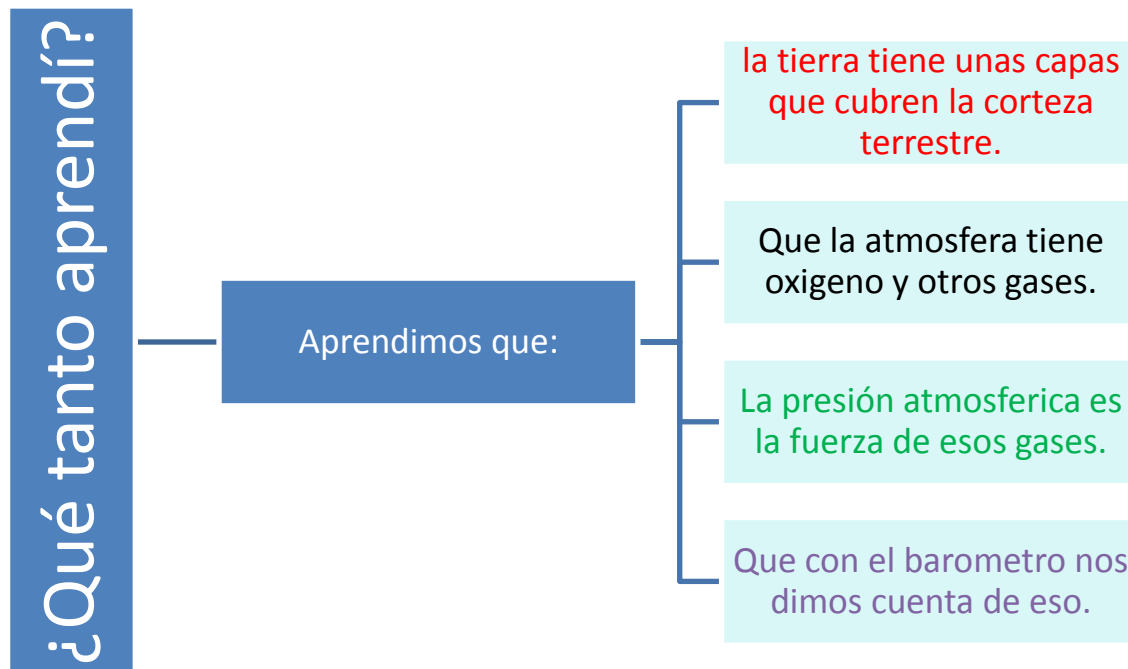 ¿Qué tanto aprendí?
Aprendimos que:
la tierra tiene unas capas
que cubren la corteza
terrestre.
Que la atmosfera tiene
oxigeno y otros gases.
La presión atmosferica es
la fuerza de esos gases.
Que con el barometro nos
dimos cuenta de eso.